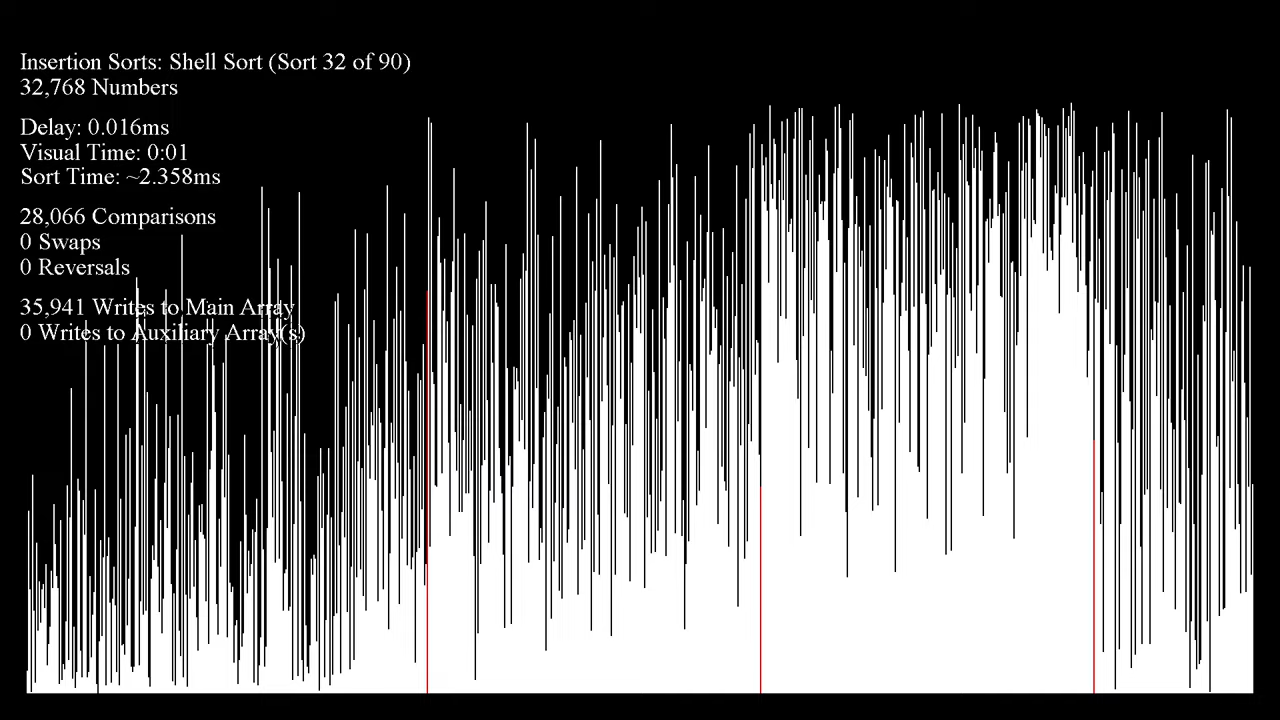 Insertion Sorts: Shell Sort (Sort 32 of 90)
32,768 Numbers
Delay: 0.016ms
Visual Time: 0:01
Sort Time: ~2.358ms
28,066 Comparisons
0 Swaps
0 Reversals
35,941 Writes to Main Array
0 Writes to Auxiliary Array(s)